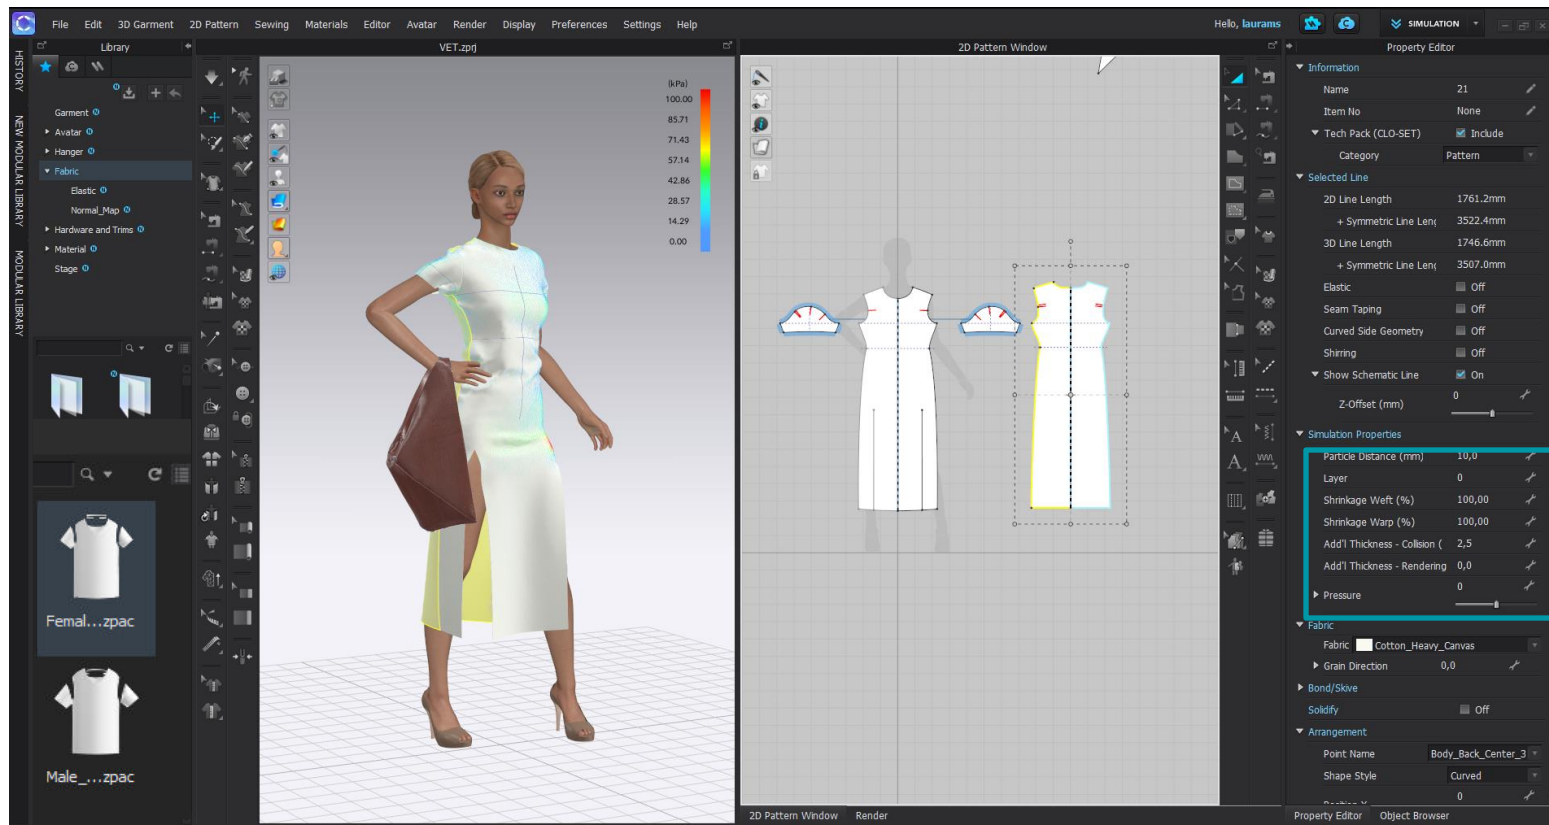 File Edit 3D Garment 2D Pattern Sewing Materials Editor Avatar Render Display Preferences Settings Help
Hello, laurams
SIMULATION
HISTORY
NEW MODULAR LIBRARY
MODULAR LIBRARY
Library
Garment
Avatar
Hanger
Fabric
Elastic
Normal_Map
Hardware and Trims
Material
Stage
Femal...zpac
Male_...zpac
VET.zprj
(kPa)
100.00
85.71
71.43
57.14
42.86
28.57
14.29
0.00
2D Pattern Window
2D Pattern Window Render
Property Editor
Information
Name 21
Item No None
Tech Pack (CLO-SET) Include
Category Pattern
Selected Line
2D Line Length 1761.2mm
+ Symmetric Line Leng 3522.4mm
3D Line Length 1746.6mm
+ Symmetric Line Leng 3507.0mm
Elastic Off
Seam Taping Off
Curved Side Geometry Off
Shirring Off
Show Schematic Line On
Z-Offset (mm) 0
Simulation Properties
Particle Distance (mm) 10,0
Layer 0
Shrinkage Weft (%) 100,00
Shrinkage Warp (%) 100,00
Add'l Thickness - Collision ( 2,5
Add'l Thickness - Rendering 0,0
Pressure 0
Fabric
Fabric Cotton_Heavy_Canvas
Grain Direction 0,0
Bond/Skive
Solidify Off
Arrangement
Point Name Body_Back_Center_3
Shape Style Curved
0
Property Editor Object Browser